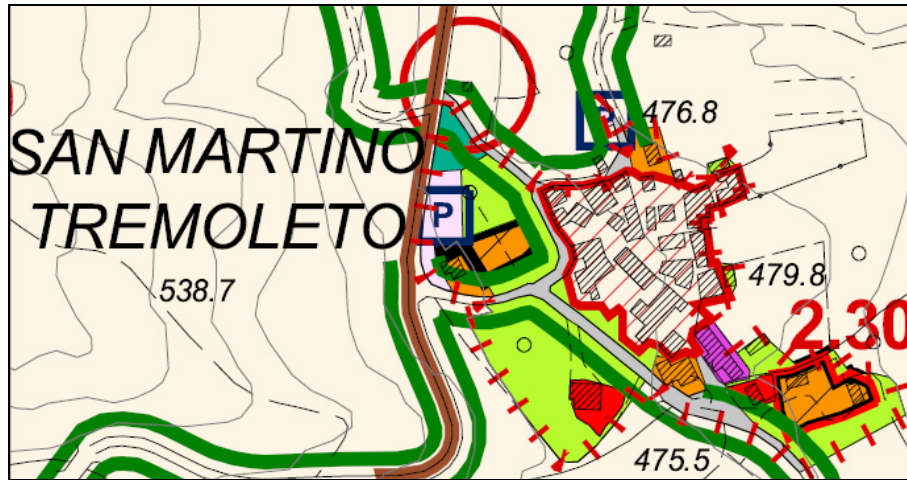 P
476.8
SAN MARTINO
TREMOLETO
P
479.8
538.7
2.30
475.5